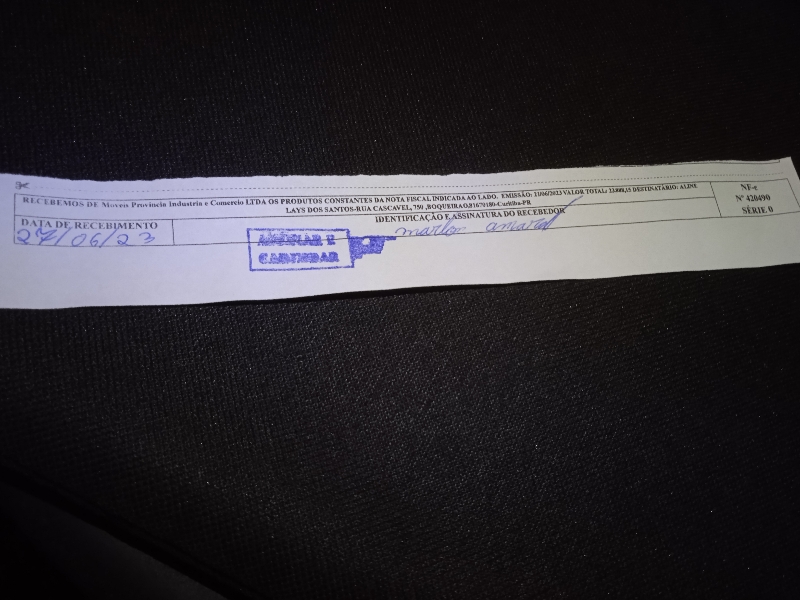 RECEBEMOS DE Moveis Provincia Industria e Comercio LTDA OS PRODUTOS CONSTANTES DA NOTA FISCAL INDICADA AO LADO. EMISSÃO: 21/06/2023 VALOR TOTAL: DESTINATÁRIO: ALINE
LAYS DOS SANTOS-RUA CASCAVEL, 750 ,BOQUEIRAO,81670180-Curitiba-PR
NF-e
Nº 420490
SÉRIE 0
DATA DE RECEBIMENTO
IDENTIFICAÇÃO E ASSINATURA DO RECEBEDOR
27/06/23
marlon amaral
ASSINAR E
CARIMBAR